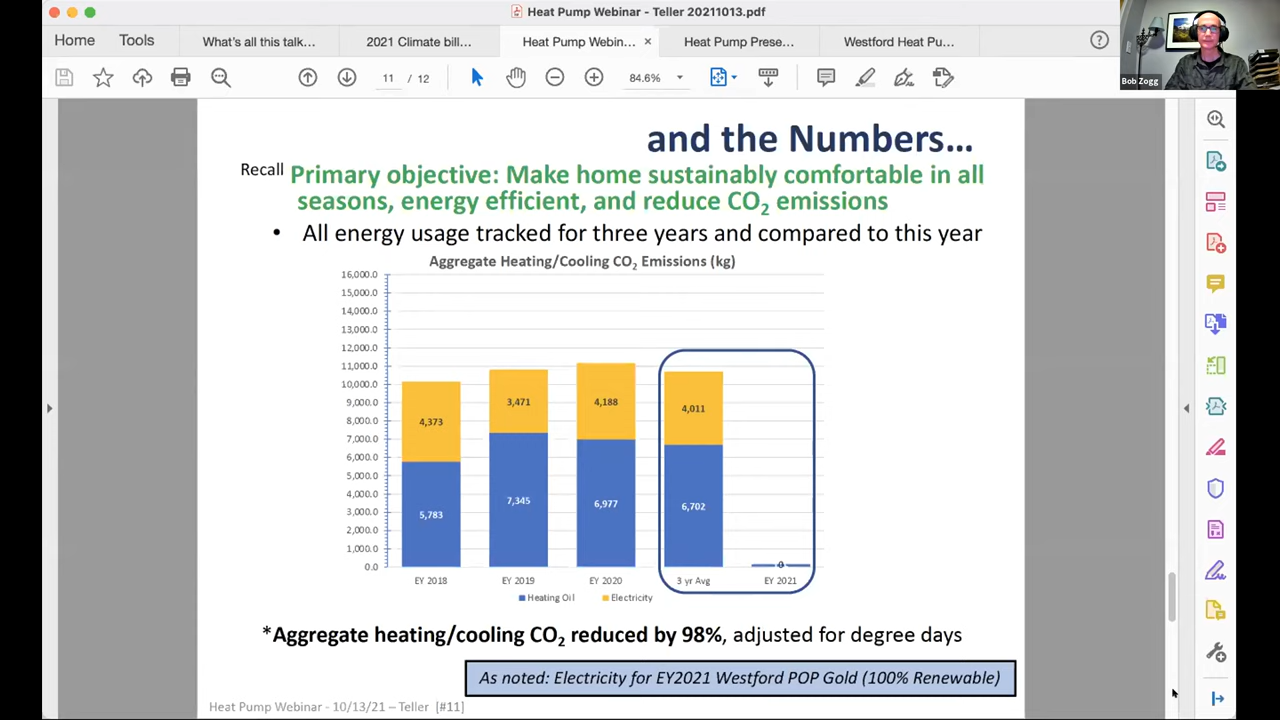 Heat Pump Webinar - Teller 20211013.pdf
Home
Tools
What's all this talk...
2021 Climate bill...
Heat Pump Webin...
Heat Pump Prese...
Westford Heat Pu...
11 / 12
84.6%
Bob Zogg
and the Numbers...
Recall Primary objective: Make home sustainably comfortable in all
seasons, energy efficient, and reduce CO2 emissions
• All energy usage tracked for three years and compared to this year
Aggregate Heating/Cooling CO2 Emissions (kg)
16,000.0
15,000.0
14,000.0
13,000.0
12,000.0
11,000.0
10,000.0
9,000.0
8,000.0
7,000.0
6,000.0
5,000.0
4,000.0
3,000.0
2,000.0
1,000.0
0.0
4,373
3,471
4,188
4,011
5,783
7,345
6,977
6,702
0
EY 2018
EY 2019
EY 2020
3 yr Avg
EY 2021
Heating Oil
Electricity
*Aggregate heating/cooling CO2 reduced by 98%, adjusted for degree days
As noted: Electricity for EY2021 Westford POP Gold (100% Renewable)
Heat Pump Webinar - 10/13/21 – Teller [#11]